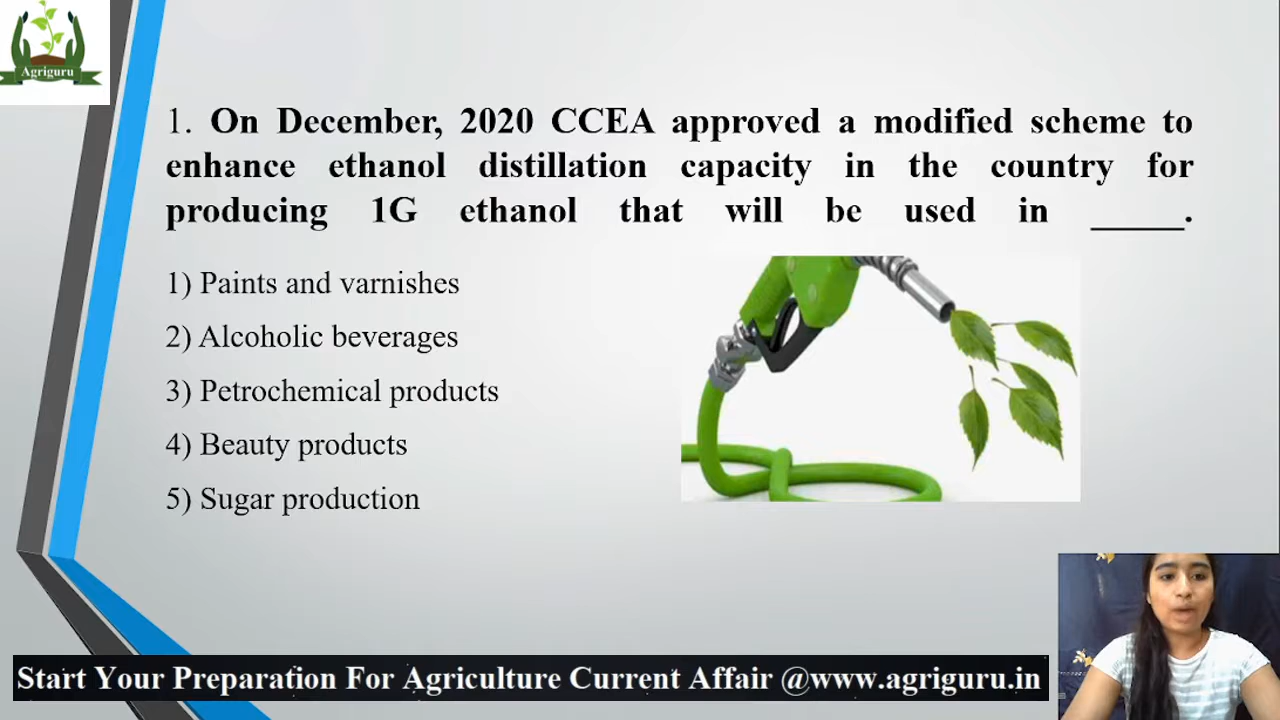 Agriguru
1. On December, 2020 CCEA approved a modified scheme to
enhance ethanol distillation capacity in the country for
producing 1G ethanol that will be used in ______.
1) Paints and varnishes
2) Alcoholic beverages
3) Petrochemical products
4) Beauty products
5) Sugar production
Start Your Preparation For Agriculture Current Affair @www.agriguru.in